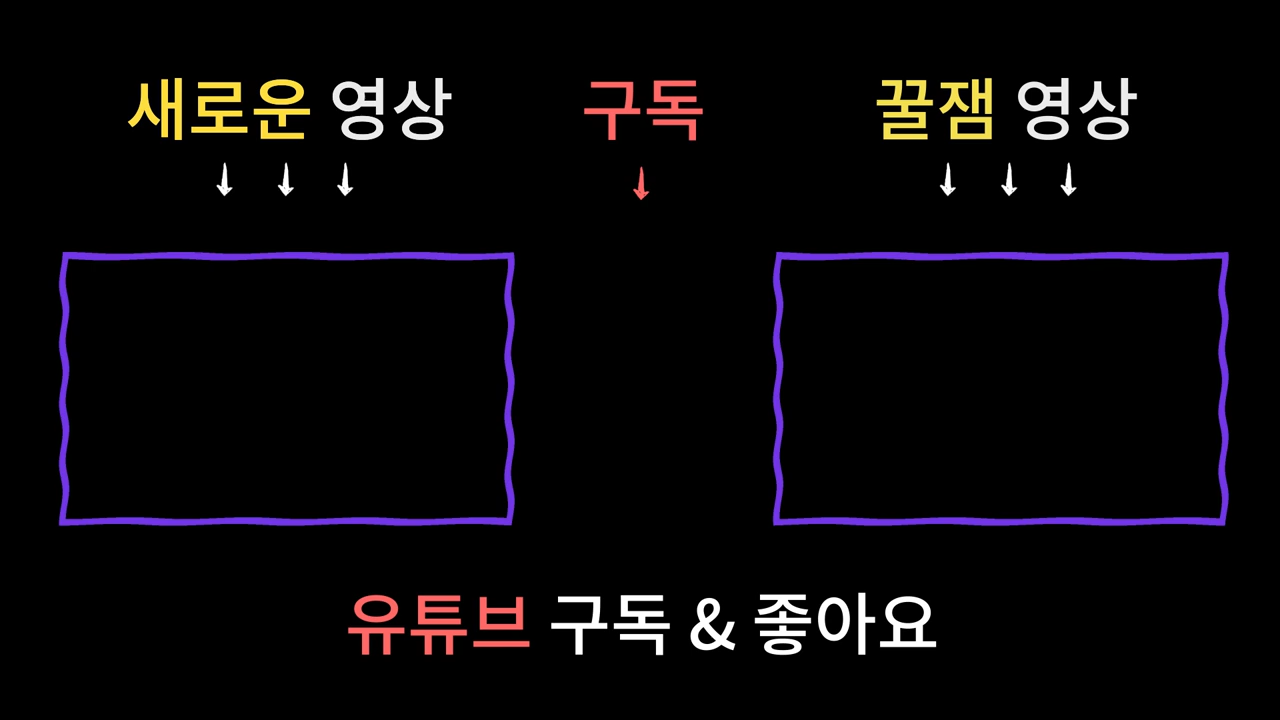 새로운 영상
구독
꿀잼 영상
유튜브 구독 & 좋아요